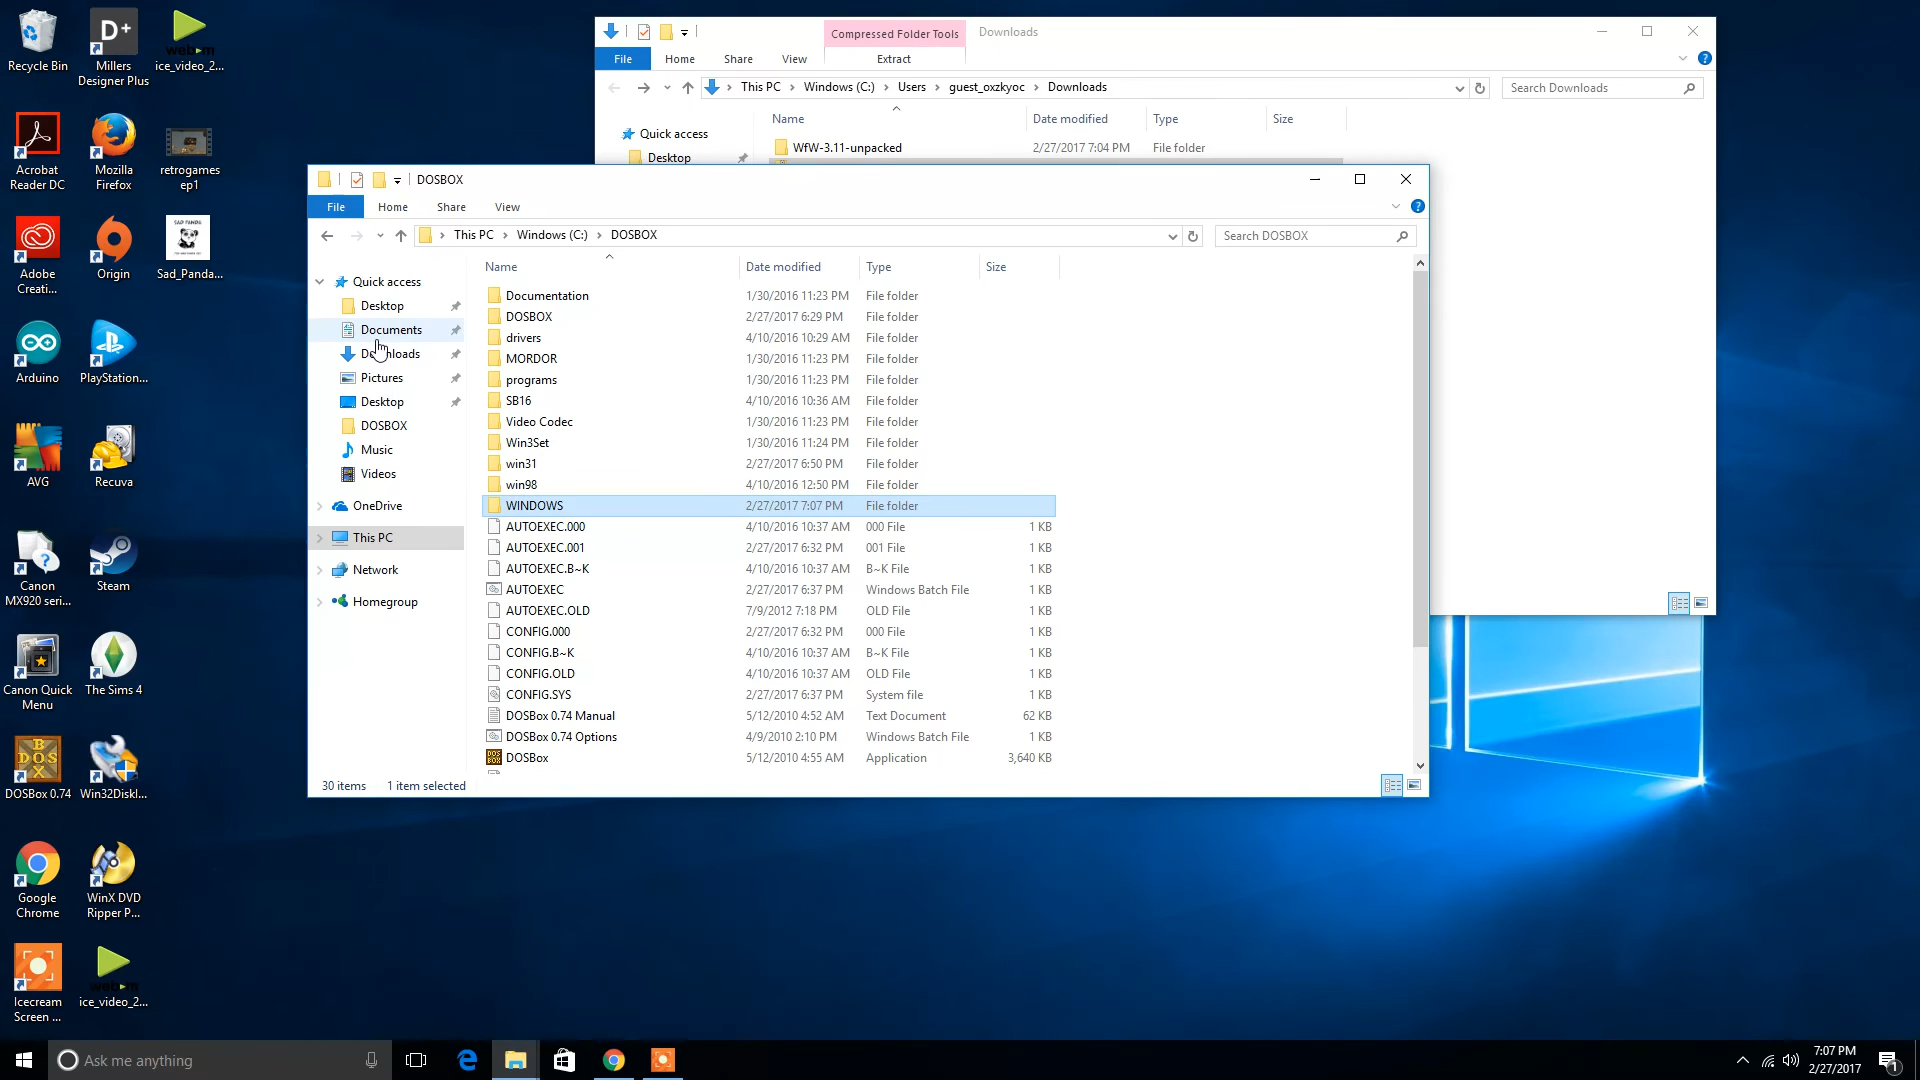 Recycle Bin
Millers
Designer Plus
ice_video_2...
Acrobat
Reader DC
Mozilla
Firefox
retrogames
ep1
Adobe
Creati...
Origin
Sad_Panda...
Arduino
PlayStation...
AVG
Recuva
Canon
MX920 seri...
Steam
Canon Quick
Menu
The Sims 4
DOSBox 0.74
Win32DiskI...
Google
Chrome
WinX DVD
Ripper P...
Icecream
Screen ...
ice_video_2...
Compressed Folder Tools
Downloads
File
Home
Share
View
Extract
This PC > Windows (C:) > Users > guest_oxzkyoc > Downloads
Search Downloads
Name
Date modified
Type
Size
Quick access
Desktop
WfW-3.11-unpacked 2/27/2017 7:04 PM File folder
DOSBOX
File
Home
Share
View
This PC > Windows (C:) > DOSBOX
Search DOSBOX
Quick access
Desktop
Documents
Downloads
Pictures
Desktop
DOSBOX
Music
Videos
OneDrive
This PC
Network
Homegroup
Name Date modified Type Size
Documentation 1/30/2016 11:23 PM File folder
DOSBOX 2/27/2017 6:29 PM File folder
drivers 4/10/2016 10:29 AM File folder
MORDOR 1/30/2016 11:23 PM File folder
programs 1/30/2016 11:23 PM File folder
SB16 4/10/2016 10:36 AM File folder
Video Codec 1/30/2016 11:23 PM File folder
Win3Set 1/30/2016 11:24 PM File folder
win31 2/27/2017 6:50 PM File folder
win98 4/10/2016 12:50 PM File folder
WINDOWS 2/27/2017 7:07 PM File folder
AUTOEXEC.000 4/10/2016 10:37 AM 000 File 1 KB
AUTOEXEC.001 2/27/2017 6:32 PM 001 File 1 KB
AUTOEXEC.B~K 4/10/2016 10:37 AM B~K File 1 KB
AUTOEXEC 2/27/2017 6:37 PM Windows Batch File 1 KB
AUTOEXEC.OLD 7/9/2012 7:18 PM OLD File 1 KB
CONFIG.000 2/27/2017 6:32 PM 000 File 1 KB
CONFIG.B~K 4/10/2016 10:37 AM B~K File 1 KB
CONFIG.OLD 4/10/2016 10:37 AM OLD File 1 KB
CONFIG.SYS 2/27/2017 6:37 PM System file 1 KB
DOSBox 0.74 Manual 5/12/2010 4:52 AM Text Document 62 KB
DOSBox 0.74 Options 4/9/2010 2:10 PM Windows Batch File 1 KB
DOSBox 5/12/2010 4:55 AM Application 3,640 KB
30 items 1 item selected
Ask me anything
7:07 PM
2/27/2017